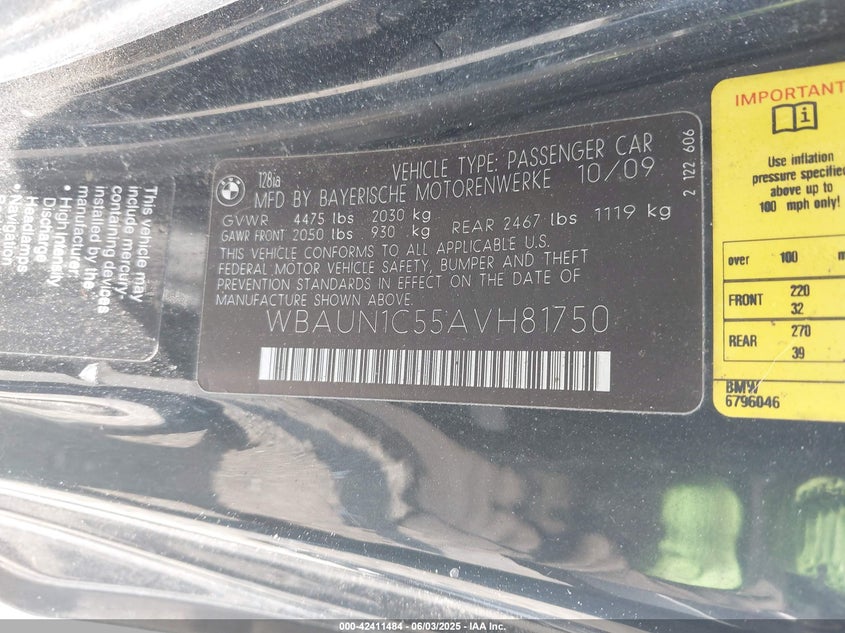 This vehicle may
include mercury-
containing devices
installed by the
manufacturer:
• High Intensity
Discharge
Headlamps
• Navigation
BMW
128ia
VEHICLE TYPE: PASSENGER CAR
MFD BY BAYERISCHE MOTORENWERKE 10/09
GVWR 4475 lbs 2030 kg
GAWR FRONT 2050 lbs 930 kg REAR 2467 lbs 1119 kg
THIS VEHICLE CONFORMS TO ALL APPLICABLE U.S.
FEDERAL MOTOR VEHICLE SAFETY, BUMPER AND THEFT
PREVENTION STANDARDS IN EFFECT ON THE DATE OF
MANUFACTURE SHOWN ABOVE.
WBAUN1C55AVH81750
2 122 606
IMPORTANT
Use inflation
pressure specified
above up to
100 mph only!
over 100 m
FRONT 220
32
REAR 270
39
BMW
6796046
000-42411484 - 06/03/2025 - IAA Inc.